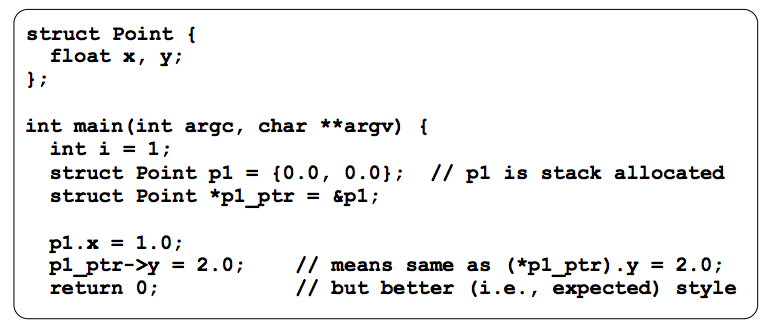 struct Point {
  float x, y;
};

int main(int argc, char **argv) {
  int i = 1;
  struct Point p1 = {0.0, 0.0};  // p1 is stack allocated
  struct Point *p1_ptr = &p1;

  p1.x = 1.0;
  p1_ptr->y = 2.0;    // means same as (*p1_ptr).y = 2.0;
  return 0;           // but better (i.e., expected) style